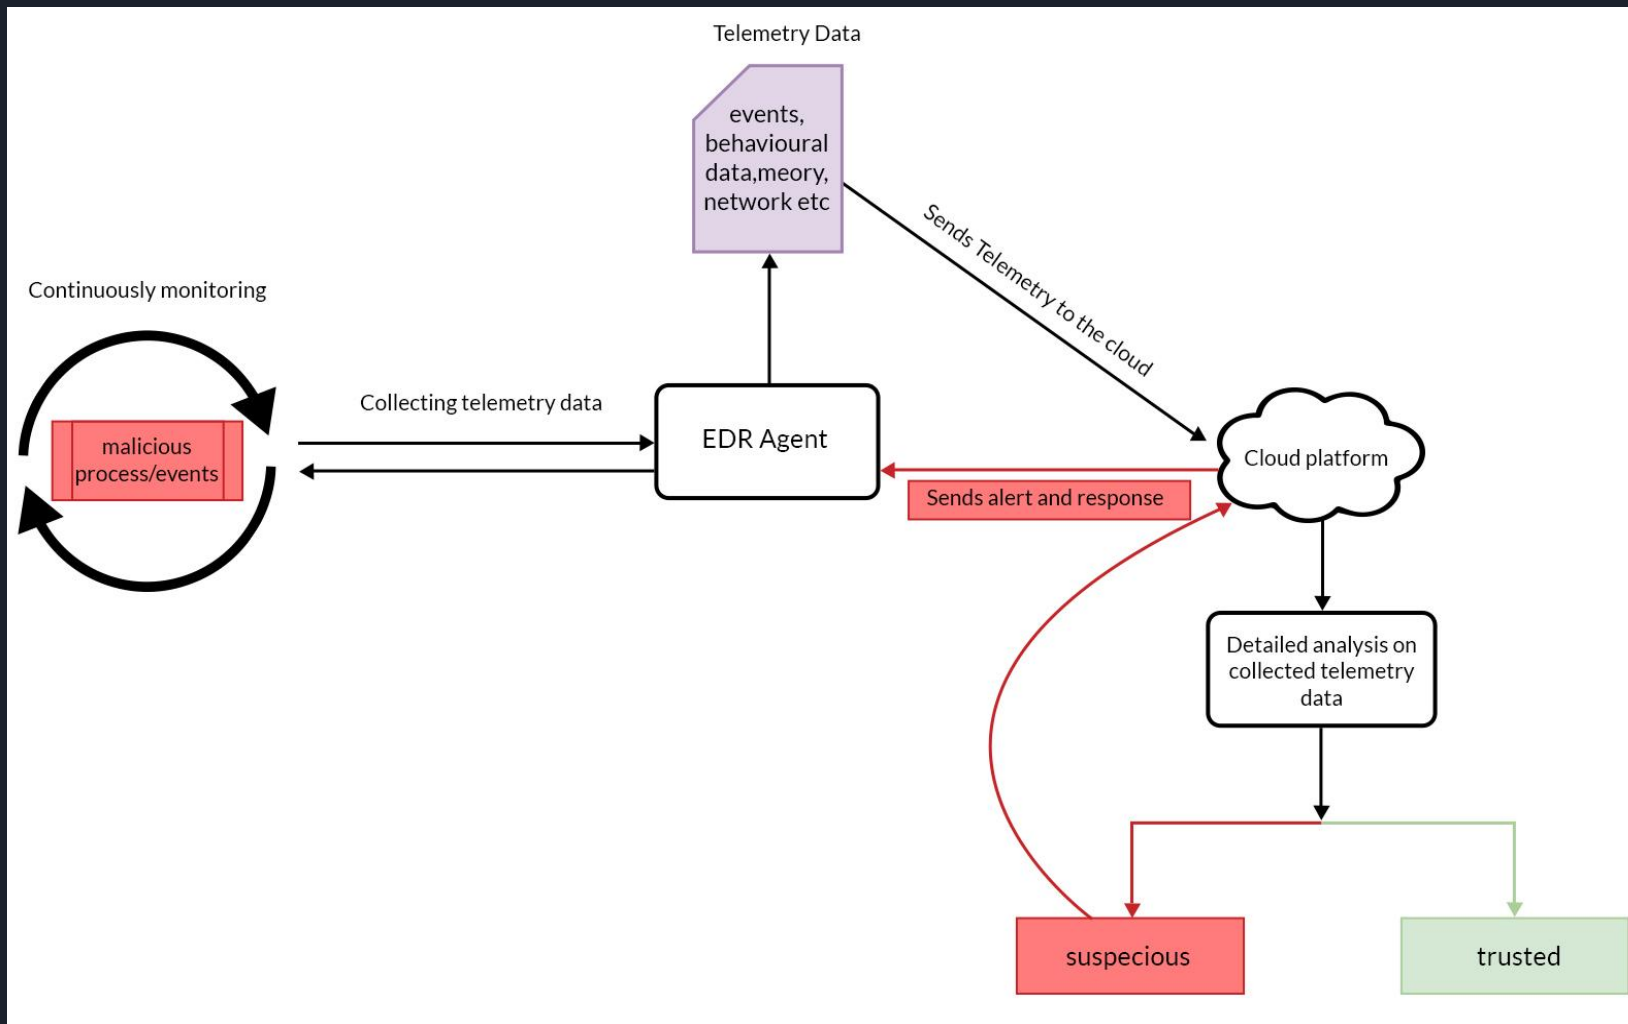 Telemetry Data
events,
behavioural
data,meory,
network etc
Sends Telemetry to the cloud
Continuously monitoring
malicious
process/events
Collecting telemetry data
EDR Agent
Cloud platform
Sends alert and response
Detailed analysis on
collected telemetry
data
suspecious
trusted